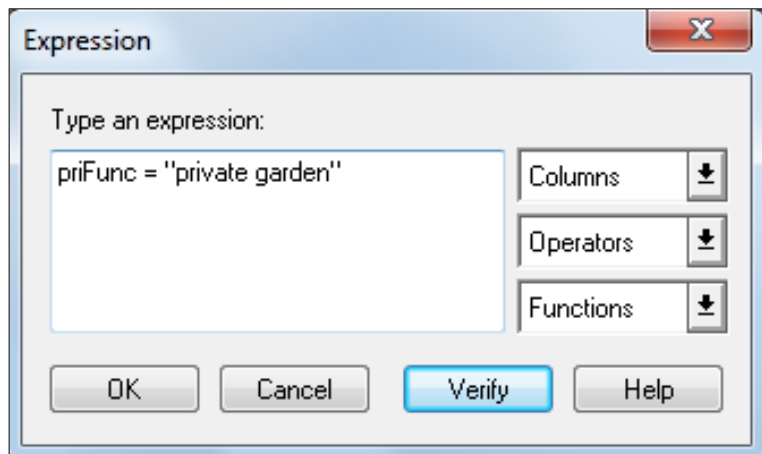 Expression
x
Type an expression:
priFunc = "private garden"
Columns
Operators
Functions
OK
Cancel
Verify
Help